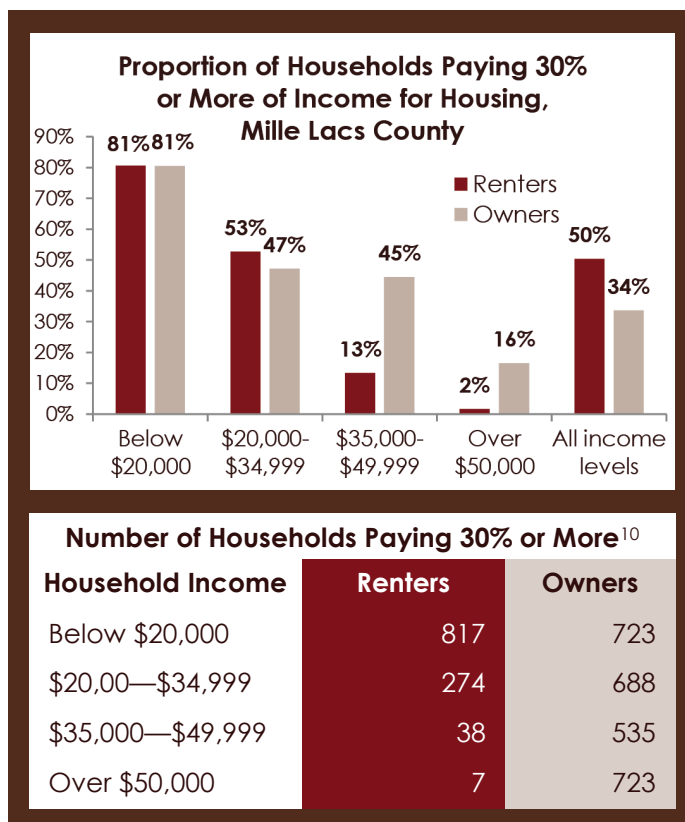 Proportion of Households Paying 30%
or More of Income for Housing,
Mille Lacs County
90%
80%
70%
60%
50%
40%
30%
20%
10%
0%
81% 81%
53% 47%
13% 45%
2% 16%
50% 34%
Renters
Owners
Below $20,000-  $35,000- Over All income
$20,000 $34,999 $49,999 $50,000 levels
Number of Households Paying 30% or More10
Household Income Renters Owners
Below $20,000 817 723
$20,00—$34,999 274 688
$35,000—$49,999 38 535
Over $50,000 7 723